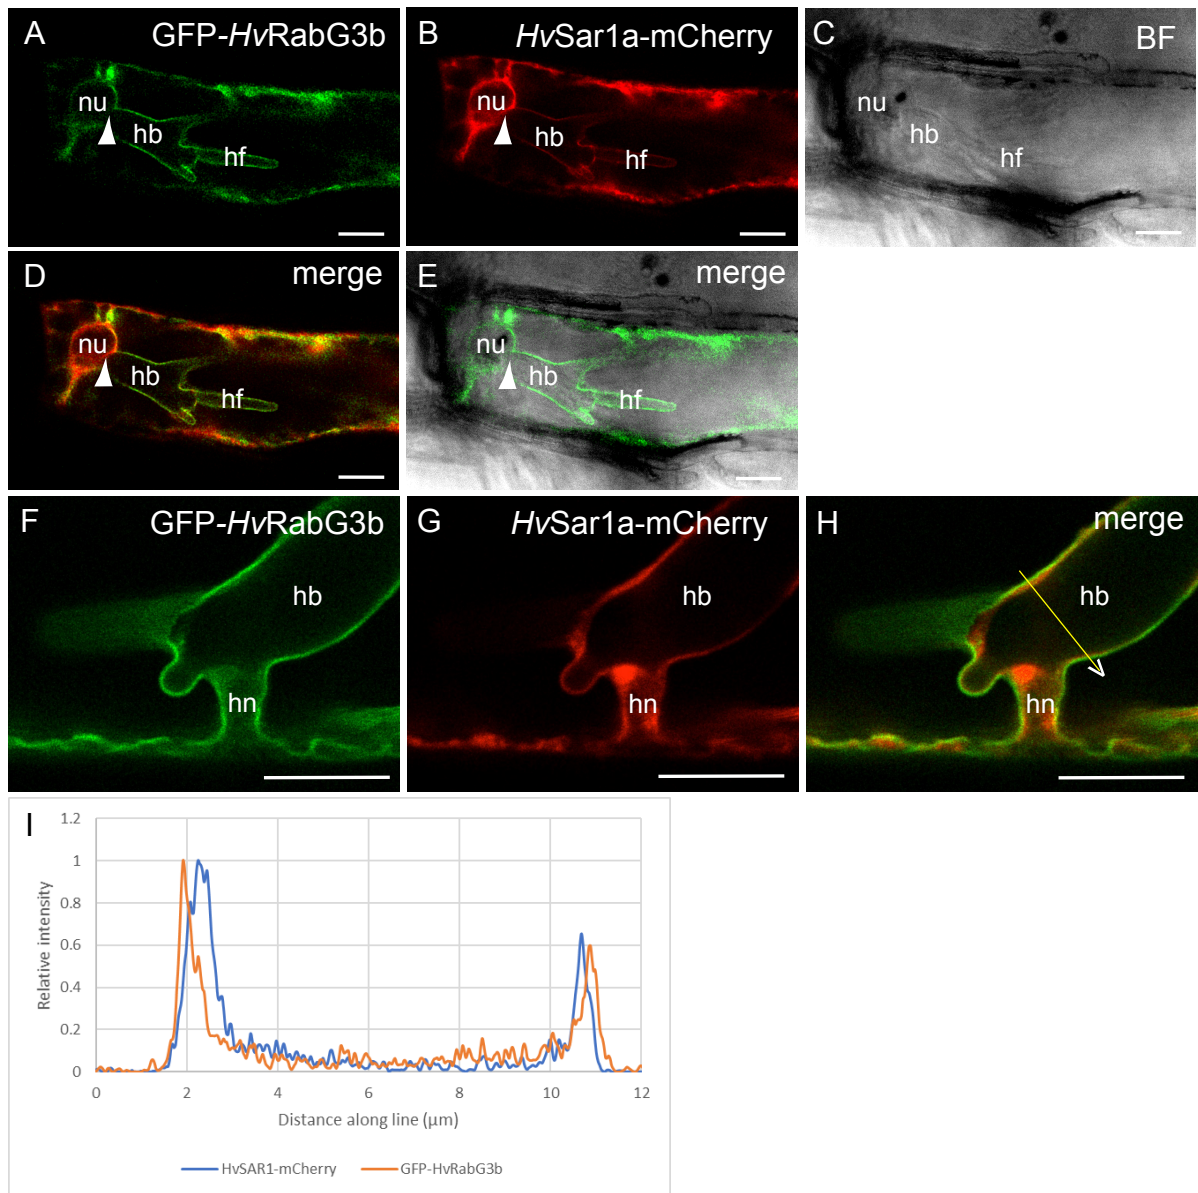 A GFP-HvRabG3b
nu
hb
hf
B HvSar1a-mCherry
nu
hb
hf
C BF
nu
hb
hf
D merge
nu
hb
hf
E merge
nu
hb
hf
F GFP-HvRabG3b
hb
hn
G HvSar1a-mCherry
hb
hn
H merge
hb
hn
I
1.2
1
0.8
0.6
0.4
0.2
0
Relative intensity
0 2 4 6 8 10 12
Distance along line (µm)
HvSAR1-mCherry GFP-HvRabG3b